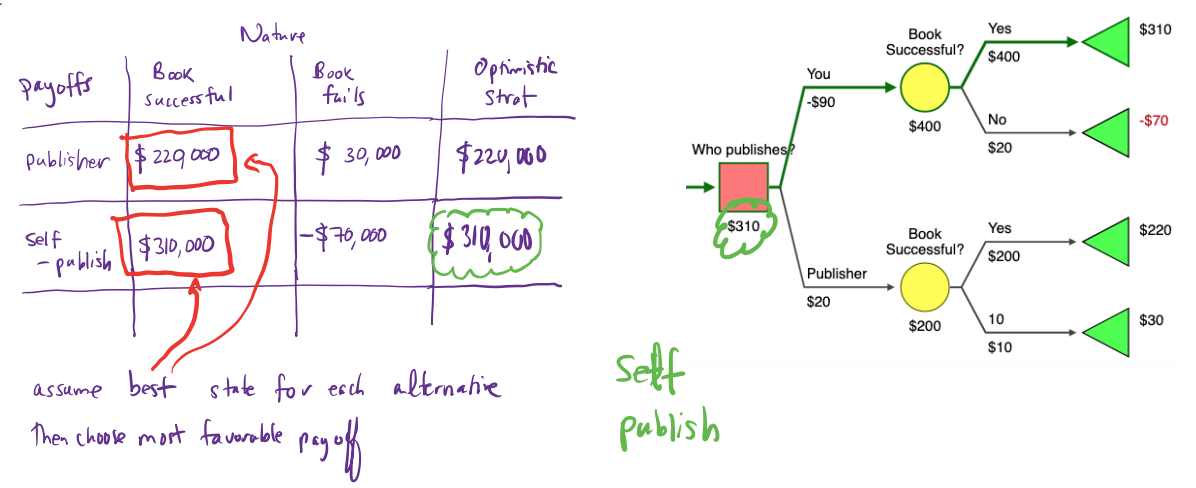 Nature
Payoffs
Book
successful
Book
fails
Optimistic
Strat
publisher
$220,000
$ 30,000
$220,000
Self
- publish
$310,000
-$70,000
$310,000
assume best state for each alternative
Then choose most favorable payoff
Who publishes?
$310
You
-$90
Book
Successful?
$400
Yes
$400
$310
No
$20
-$70
Publisher
$20
Book
Successful?
$200
Yes
$200
$220
10
$10
$30
Self
publish